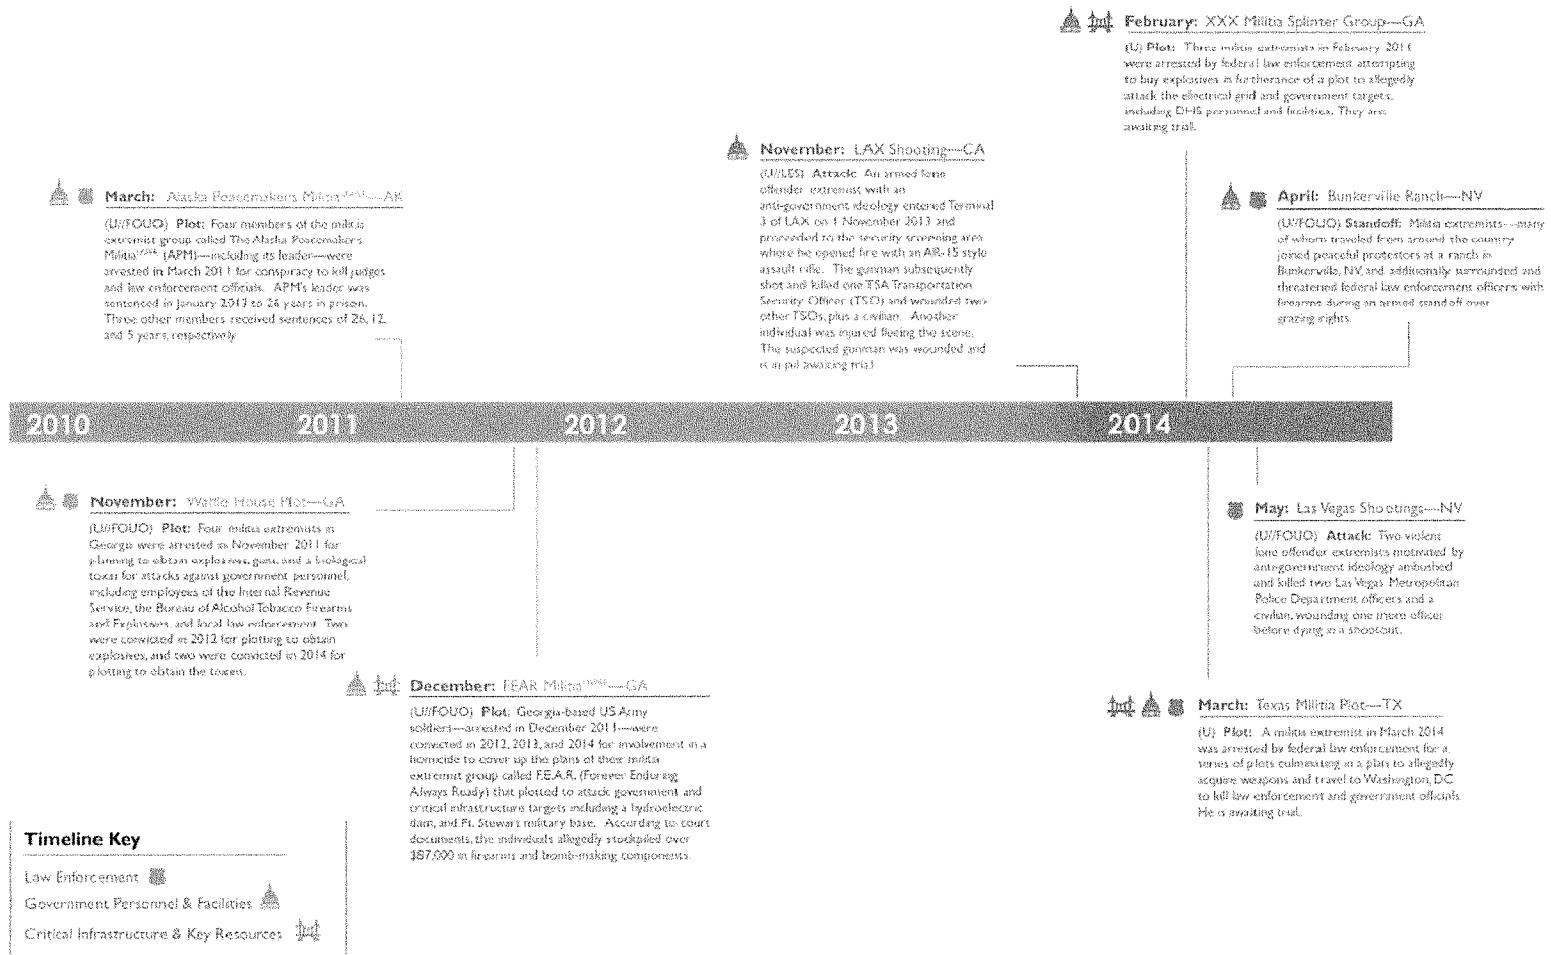 February: XXX Militia Splinter Group—GA
(U) Plot: Three militia extremists in February 2014
were arrested by federal law enforcement attempting
to buy explosives in furtherance of a plot to allegedly
attack the electrical grid and government targets,
including DHS personnel and facilities. They are
awaiting trial.
November: LAX Shooting—CA
(U//LES) Attack: An armed lone
offender extremist with an
anti-government ideology entered Terminal
3 of LAX on 1 November 2013 and
proceeded to the security screening area
where he opened fire with an AR-15 style
assault rifle. The gunman subsequently
shot and killed one TSA Transportation
Security Officer (TSO) and wounded two
other TSOs, plus a civilian. Another
individual was injured fleeing the scene.
The suspected gunman was wounded and
is in jail awaiting trial.
March: Alaska Peacemakers Militia —AK
(U//FOUO) Plot: Four members of the militia
extremist group called The Alaska Peacemakers
Militia (APM)—including its leader—were
arrested in March 2011 for conspiracy to kill judges
and law enforcement officials. APM's leader was
sentenced in January 2013 to 26 years in prison.
Three other members received sentences of 26, 12,
and 5 years, respectively.
April: Bunkerville Ranch—NV
(U//FOUO) Standoff: Militia extremists—many
of whom traveled from around the country—
joined peaceful protestors at a ranch in
Bunkerville, NV, and additionally surrounded and
threatened federal law enforcement officers with
firearms during an armed standoff over
grazing rights.
2010 2011 2012 2013 2014
November: Waffle House Plot—GA
(U//FOUO) Plot: Four militia extremists in
Georgia were arrested in November 2011 for
planning to obtain explosives, guns, and a biological
toxin for attacks against government personnel,
including employees of the Internal Revenue
Service, the Bureau of Alcohol Tobacco Firearms
and Explosives, and local law enforcement. Two
were convicted in 2012 for plotting to obtain
explosives, and two were convicted in 2014 for
plotting to obtain the toxin.
May: Las Vegas Shootings—NV
(U//FOUO) Attack: Two violent
lone offender extremists motivated by
anti-government ideology ambushed
and killed two Las Vegas Metropolitan
Police Department officers and a
civilian, wounding one more officer
before dying in a shootout.
December: FEAR Militia —GA
(U//FOUO) Plot: Georgia-based US Army
soldiers—arrested in December 2011—were
convicted in 2012, 2013, and 2014 for involvement in a
homicide to cover up the plans of their militia
extremist group called F.E.A.R. (Forever Enduring
Always Ready) that plotted to attack government and
critical infrastructure targets including a hydroelectric
dam, and Ft. Stewart military base. According to court
documents, the individuals allegedly stockpiled over
$87,000 in firearms and bomb-making components.
March: Texas Militia Plot—TX
(U) Plot: A militia extremist in March 2014
was arrested by federal law enforcement for a
series of plots culminating in a plan to allegedly
acquire weapons and travel to Washington, DC
to kill law enforcement and government officials.
He is awaiting trial.
Timeline Key
Law Enforcement
Government Personnel & Facilities
Critical Infrastructure & Key Resources